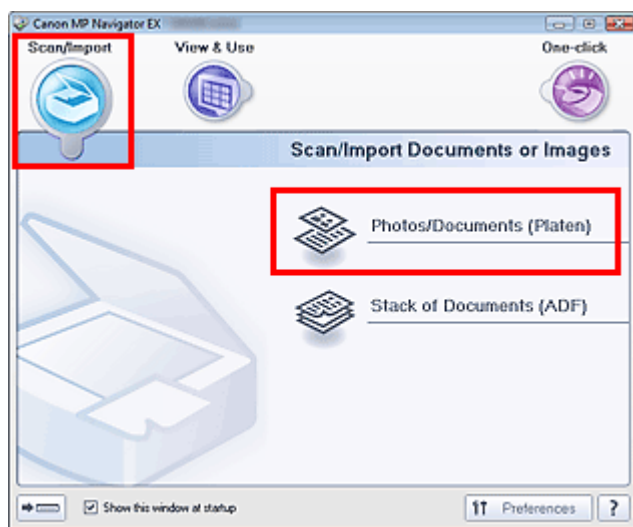 Canon MP Navigator EX
Scan/Import
View & Use
One-click
Scan/Import Documents or Images
Photos/Documents (Platen)
Stack of Documents (ADF)
Show this window at startup
Preferences
?